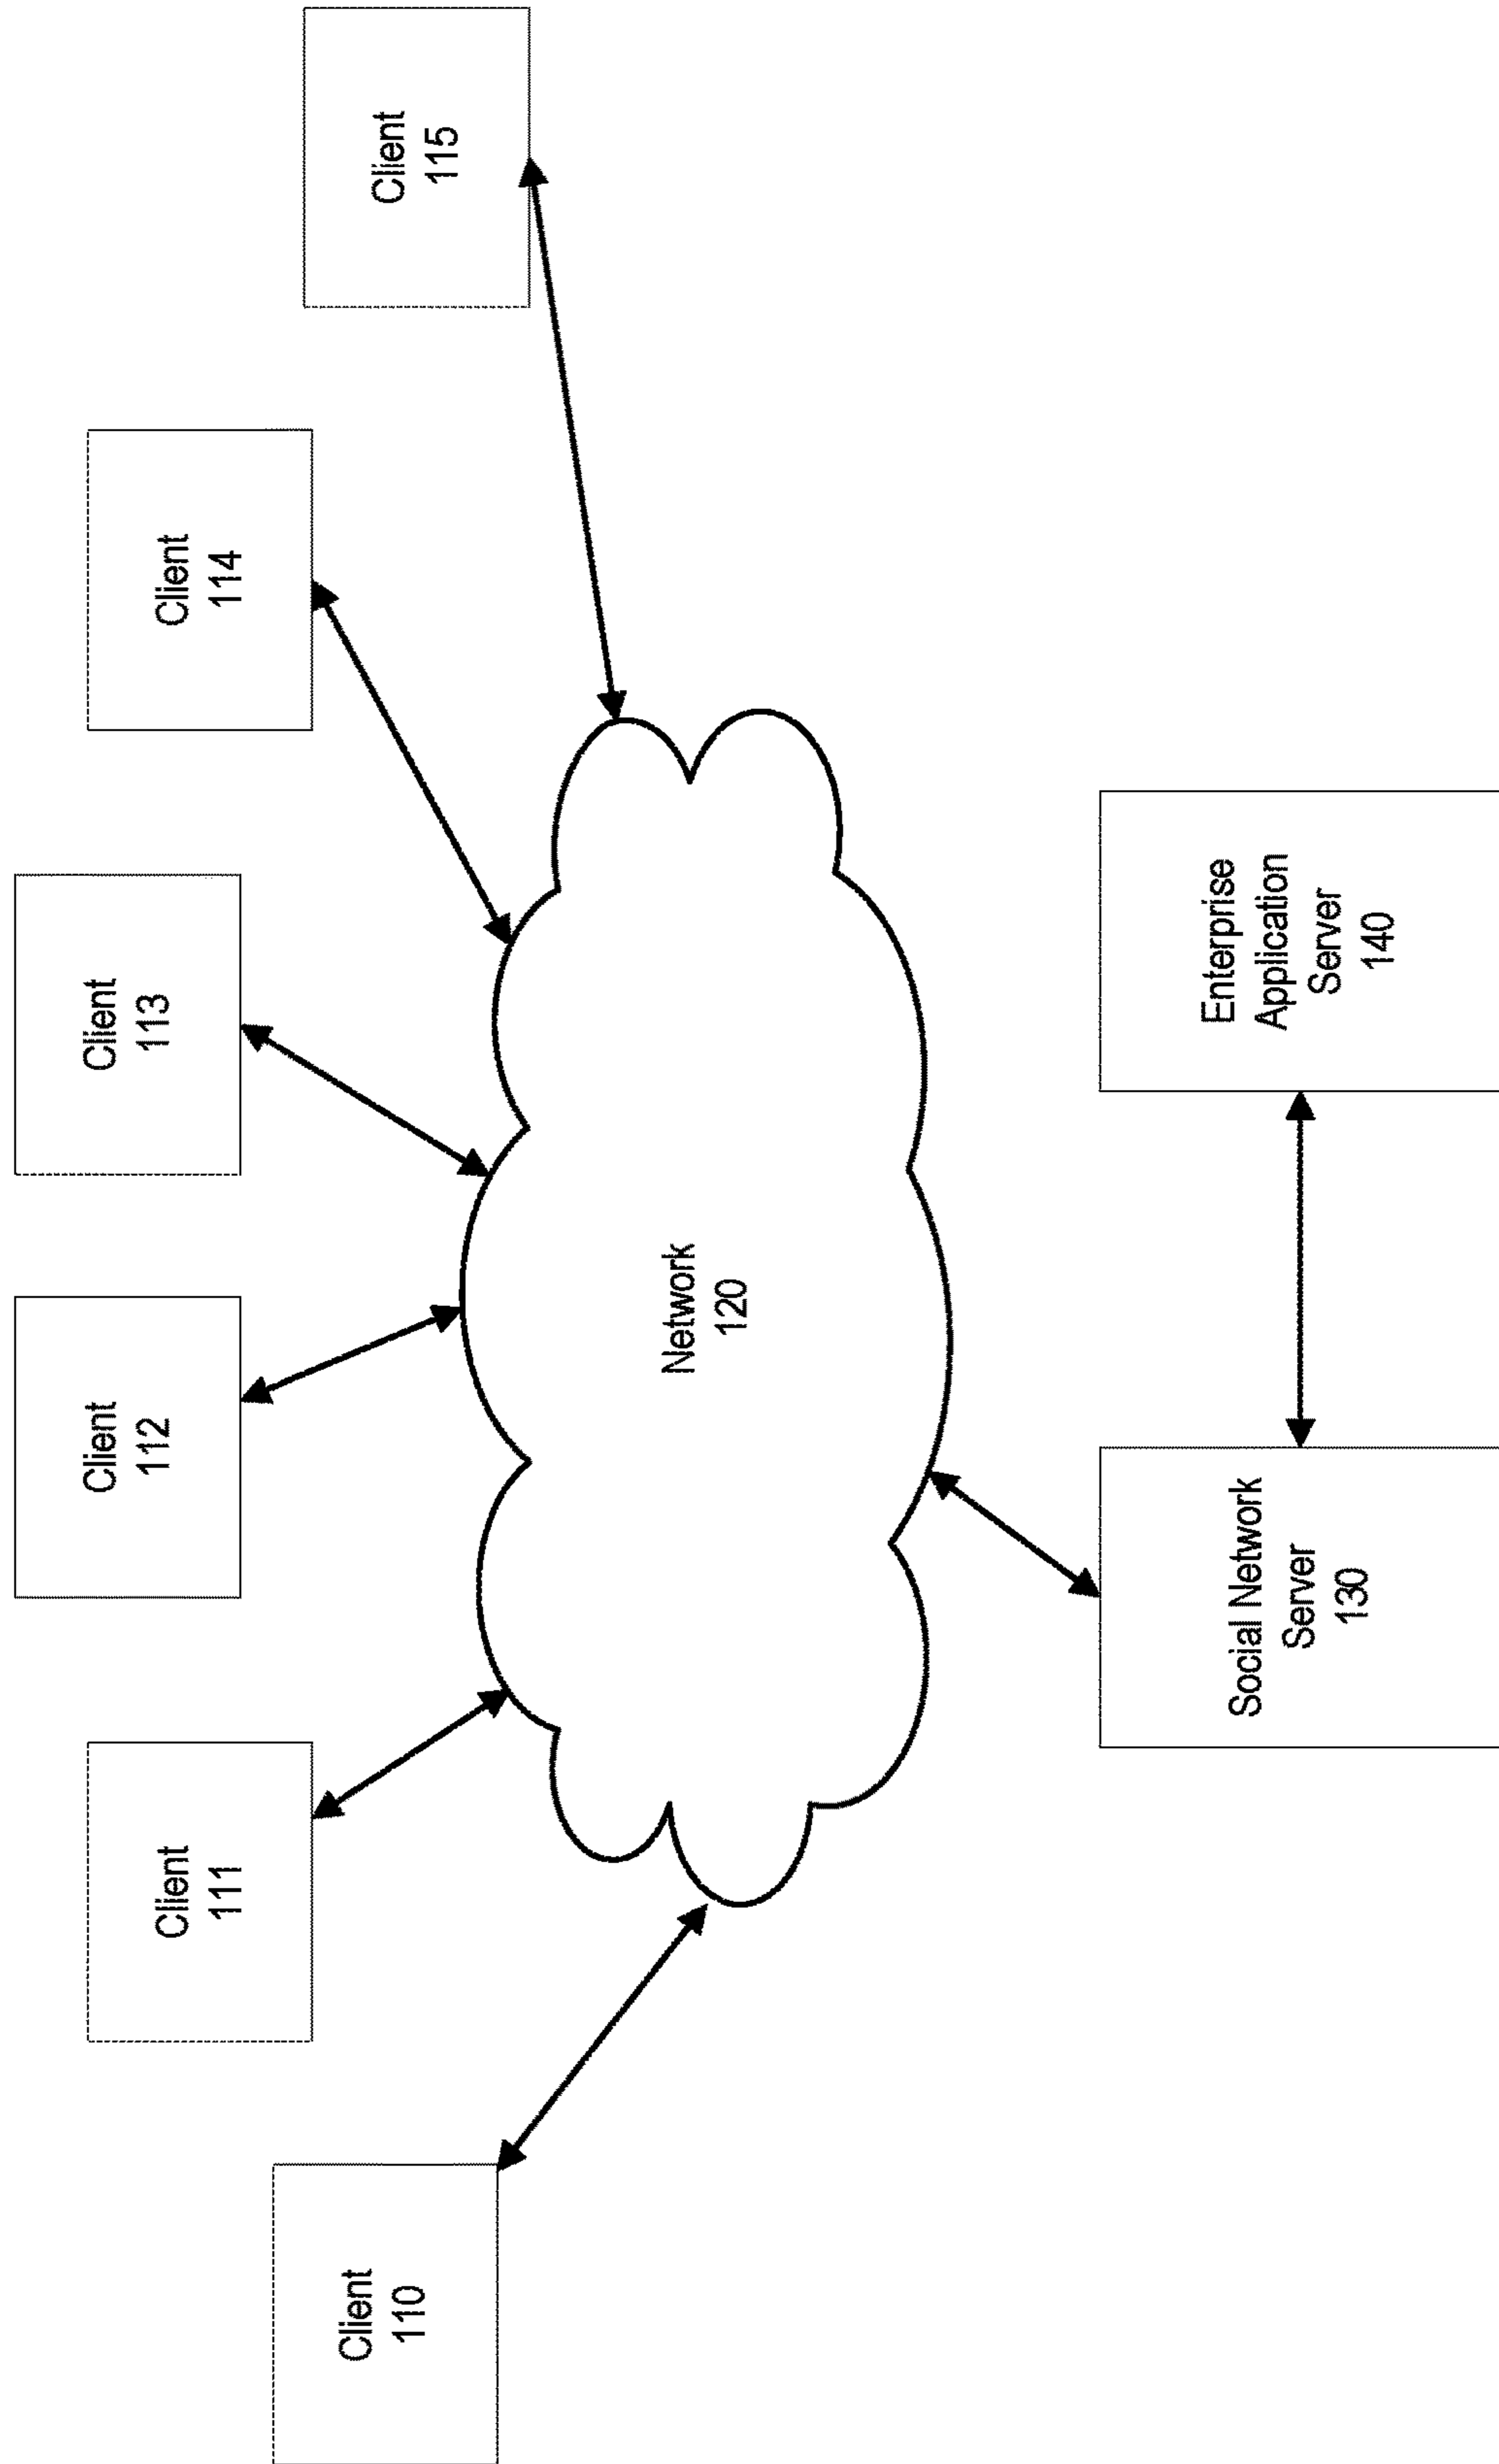 Client
110
Client
111
Client
112
Client
113
Client
114
Client
115
Network
120
Social Network
Server
130
Enterprise
Application
Server
140